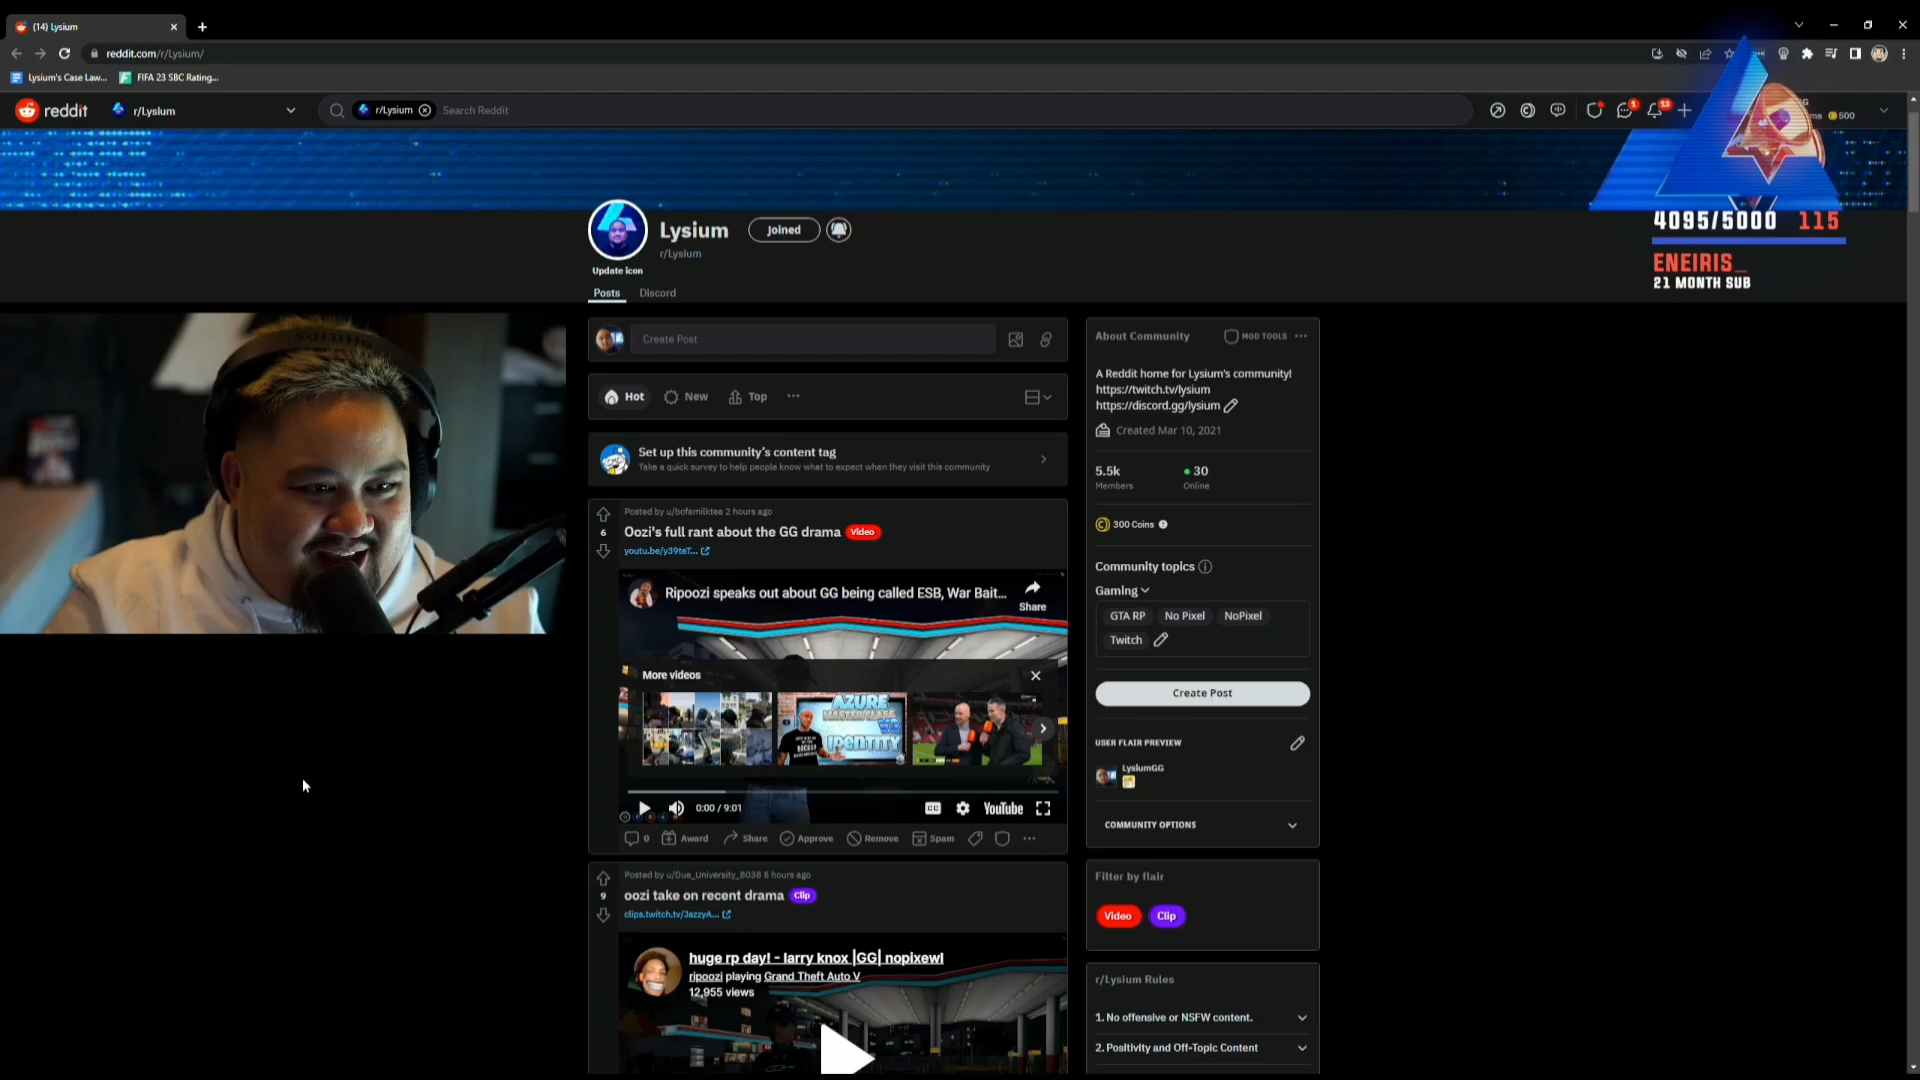 (14) Lysium
reddit.com/r/Lysium/
Lysium's Case Law...
FIFA 23 SBC Rating...
reddit
r/Lysium
r/Lysium
Search Reddit
1
13
500
4095/5000 115
ENEIRIS_
21 MONTH SUB
Lysium
Joined
r/Lysium
Update icon
Posts
Discord
Create Post
Hot
New
Top
Set up this community's content tag
Take a quick survey to help people know what to expect when they visit this community
Posted by u/bofamilktea 2 hours ago
6
Oozi's full rant about the GG drama
Video
youtu.be/y39teT...
Ripoozi speaks out about GG being called ESB, War Bait...
Share
More videos
AZURE
MASTER CLASS
IDENTITY
0:00 / 9:01
YouTube
0
Award
Share
Approve
Remove
Spam
Posted by u/Due_University_8038 6 hours ago
9
oozi take on recent drama
Clip
clips.twitch.tv/JazzyA...
huge rp day! - larry knox |GG| nopixewl
ripoozi playing Grand Theft Auto V
12,955 views
About Community
MOD TOOLS
A Reddit home for Lysium's community!
https://twitch.tv/lysium
https://discord.gg/lysium
Created Mar 10, 2021
5.5k
Members
30
Online
300 Coins
Community topics
Gaming
GTA RP
No Pixel
NoPixel
Twitch
Create Post
USER FLAIR PREVIEW
LysiumGG
COMMUNITY OPTIONS
Filter by flair
Video
Clip
r/Lysium Rules
1. No offensive or NSFW content.
2. Positivity and Off-Topic Content